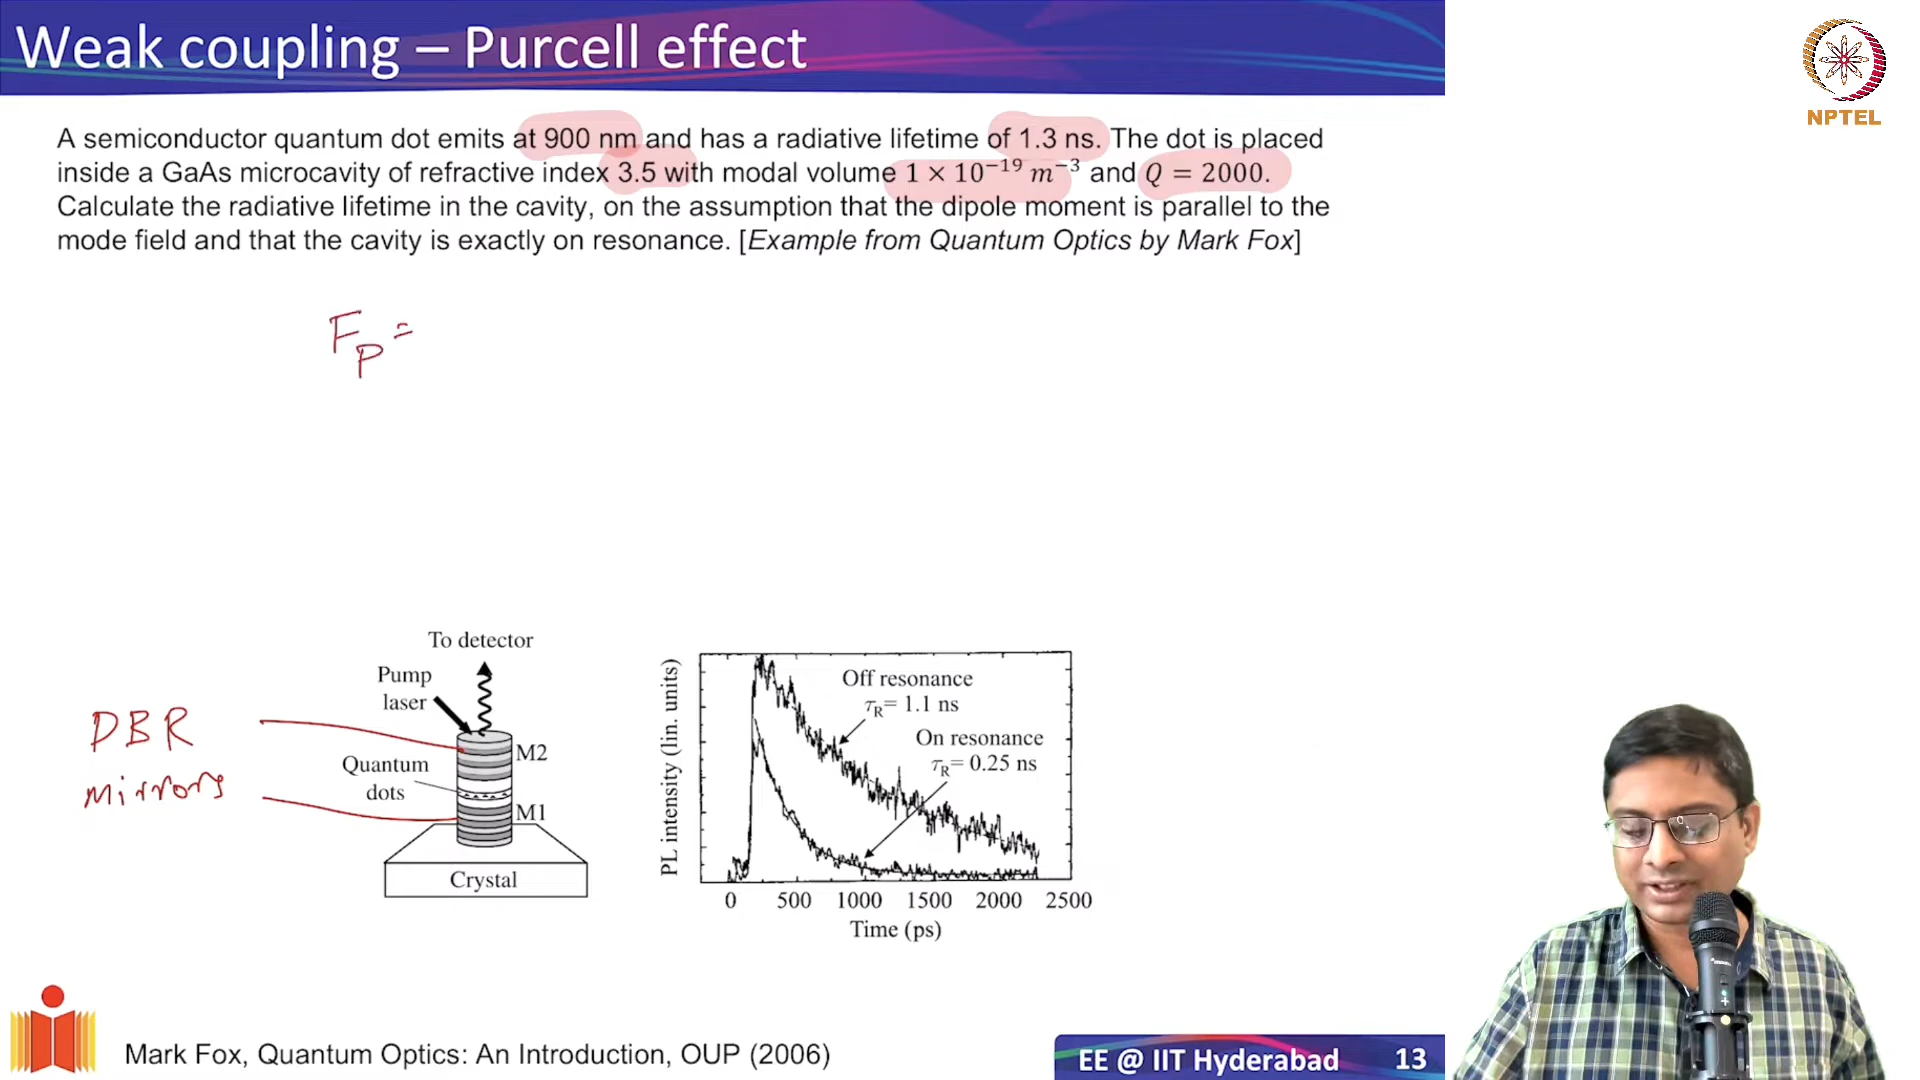 Weak coupling – Purcell effect
NPTEL
A semiconductor quantum dot emits at 900 nm and has a radiative lifetime of 1.3 ns. The dot is placed
inside a GaAs microcavity of refractive index 3.5 with modal volume 1 × 10⁻¹⁹ m⁻³ and Q = 2000.
Calculate the radiative lifetime in the cavity, on the assumption that the dipole moment is parallel to the
mode field and that the cavity is exactly on resonance. [Example from Quantum Optics by Mark Fox]
F_P =
To detector
Pump
laser
DBR
mirrors
Quantum
dots
M2
M1
Crystal
PL intensity (lin. units)
Off resonance
τ_R = 1.1 ns
On resonance
τ_R = 0.25 ns
0 500 1000 1500 2000 2500
Time (ps)
Mark Fox, Quantum Optics: An Introduction, OUP (2006)
EE @ IIT Hyderabad 13